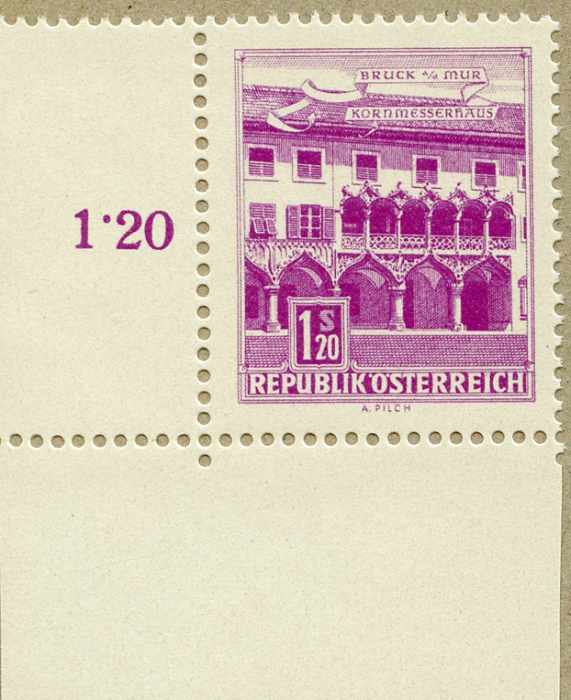 BRUCK a/d MUR
KORNMESSERHAUS
1·20
1 S 20
REPUBLIK ÖSTERREICH
A. PILCH